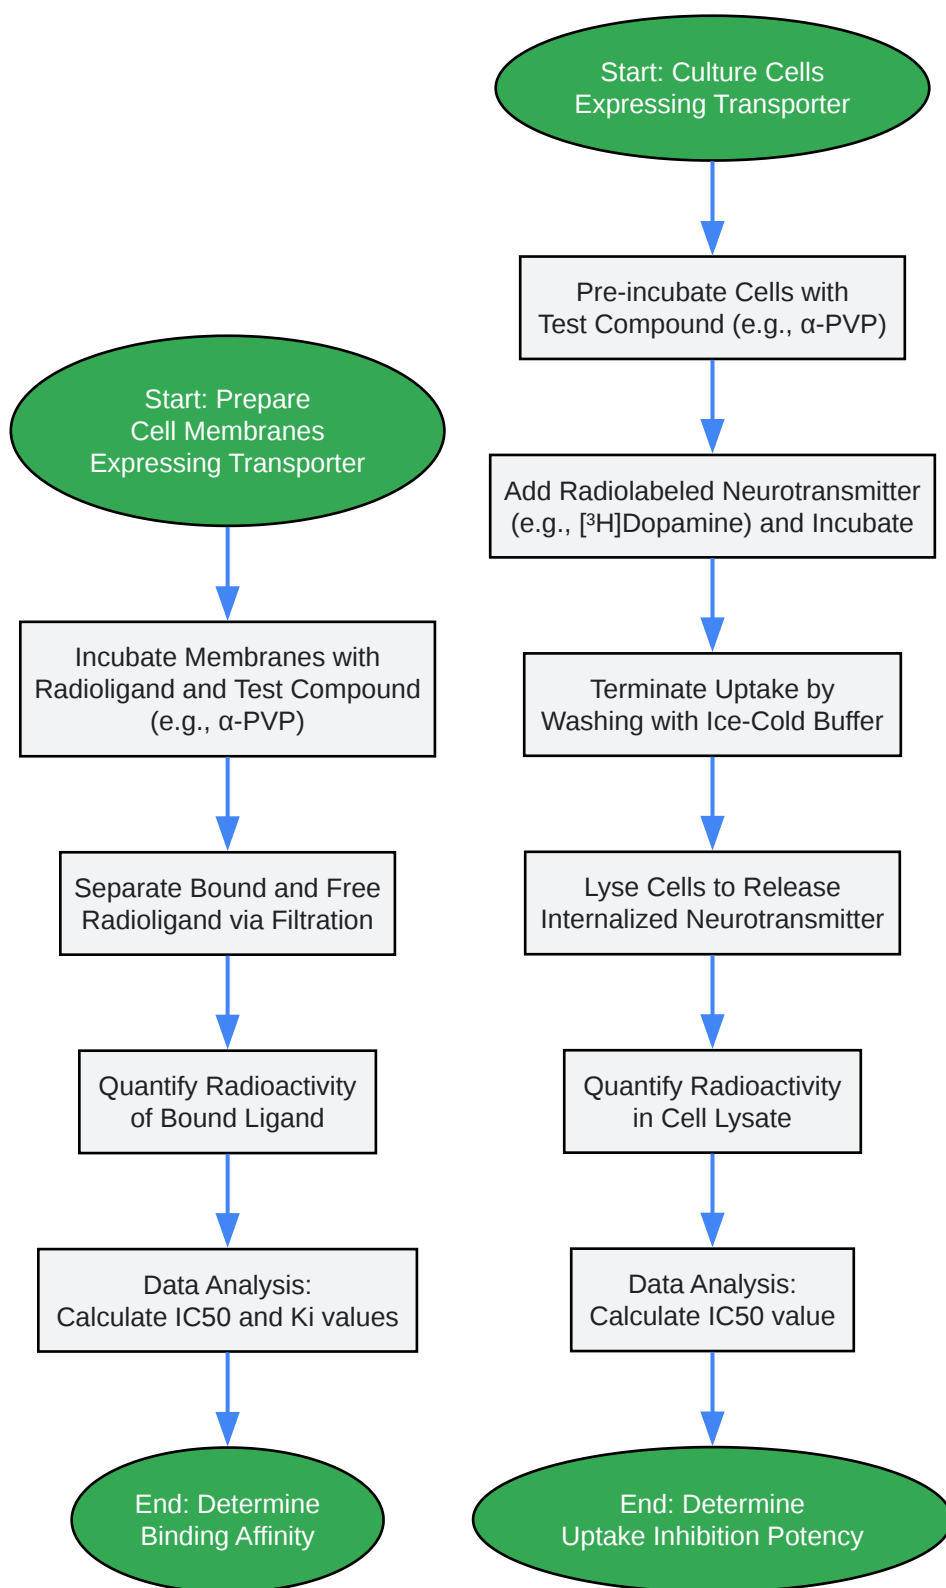 Start: Prepare
Cell Membranes
Expressing Transporter
Incubate Membranes with
Radioligand and Test Compound
(e.g., α-PVP)
Separate Bound and Free
Radioligand via Filtration
Quantify Radioactivity
of Bound Ligand
Data Analysis:
Calculate IC50 and Ki values
End: Determine
Binding Affinity
Start: Culture Cells
Expressing Transporter
Pre-incubate Cells with
Test Compound (e.g., α-PVP)
Add Radiolabeled Neurotransmitter
(e.g., [³H]Dopamine) and Incubate
Terminate Uptake by
Washing with Ice-Cold Buffer
Lyse Cells to Release
Internalized Neurotransmitter
Quantify Radioactivity
in Cell Lysate
Data Analysis:
Calculate IC50 value
End: Determine
Uptake Inhibition Potency